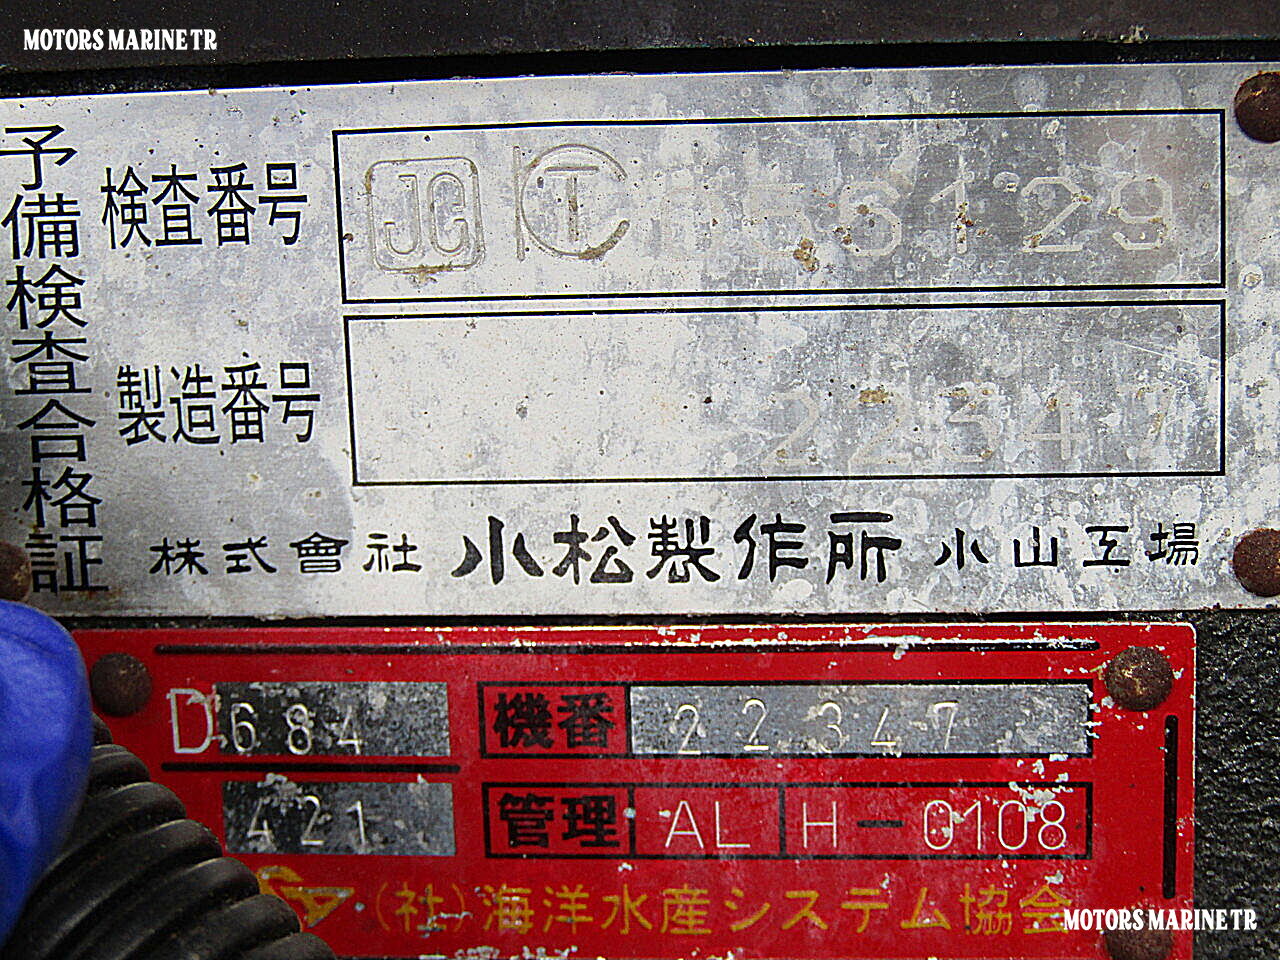 MOTORS MARINE TR
予備検査合格証
検査番号 JCI T 156129
製造番号 22347
株式會社 小松製作所 小山工場
D684 機番 22347
421 管理 AL H-0108
(社)海洋水産システム協会
MOTORS MARINE TR